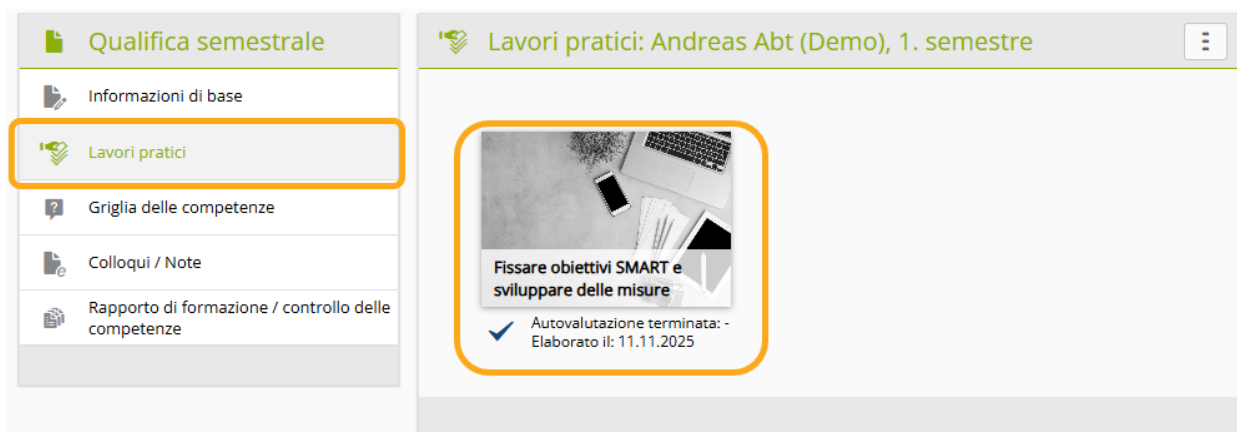 Qualifica semestrale
Informazioni di base
Lavori pratici
Griglia delle competenze
Colloqui / Note
Rapporto di formazione / controllo delle
competenze
Lavori pratici: Andreas Abt (Demo), 1. semestre
Fissare obiettivi SMART e
sviluppare delle misure
Autovalutazione terminata: -
Elaborato il: 11.11.2025